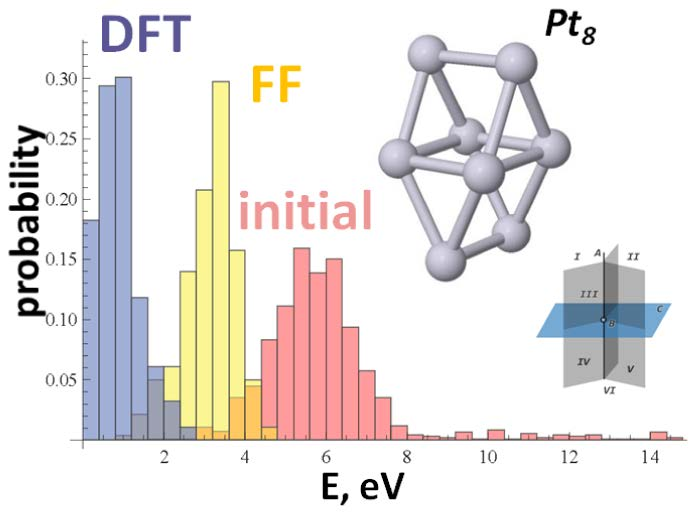 DFT
FF
initial
Pt8
probability
0.30
0.25
0.20
0.15
0.10
0.05
2
4
6
8
10
12
14
E, eV
I
A
II
III
C
B
IV
V
VI